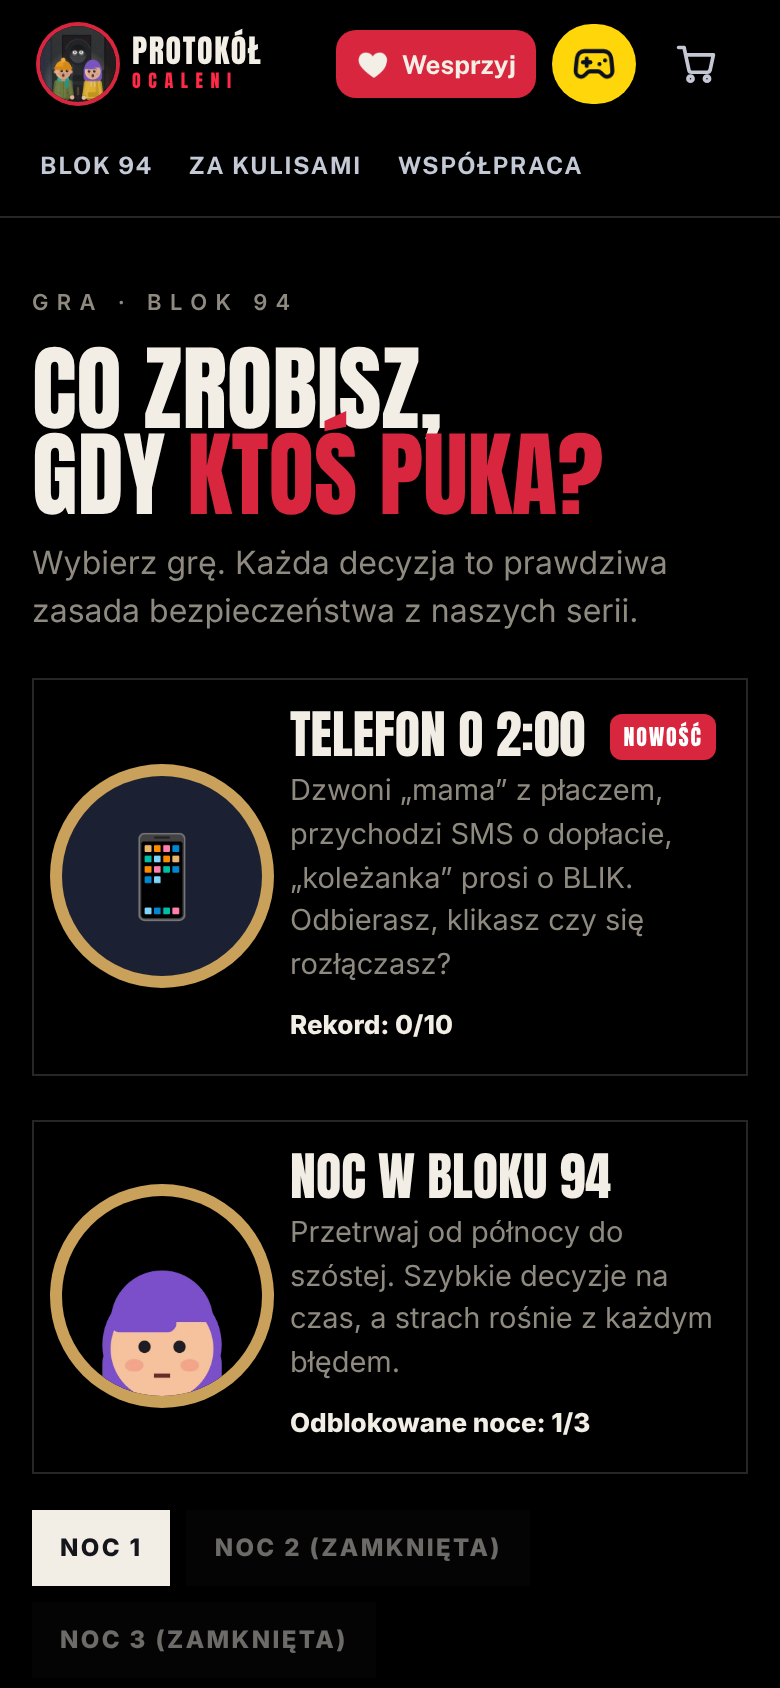 PROTOKÓŁ
OCALENI
Wesprzyj
BLOK 94 ZA KULISAMI WSPÓŁPRACA
GRA · BLOK 94
CO ZROBISZ,
GDY KTOŚ PUKA?
Wybierz grę. Każda decyzja to prawdziwa
zasada bezpieczeństwa z naszych serii.
TELEFON O 2:00 NOWOŚĆ
Dzwoni „mama” z płaczem,
przychodzi SMS o dopłacie,
„koleżanka” prosi o BLIK.
Odbierasz, klikasz czy się
rozłączasz?
Rekord: 0/10
NOC W BLOKU 94
Przetrwaj od północy do
szóstej. Szybkie decyzje na
czas, a strach rośnie z każdym
błędem.
Odblokowane noce: 1/3
NOC 1 NOC 2 (ZAMKNIĘTA)
NOC 3 (ZAMKNIĘTA)